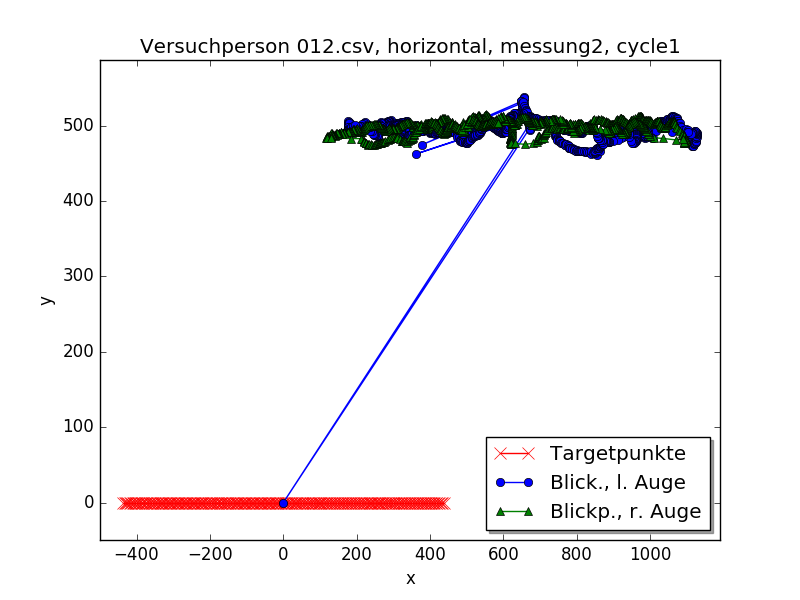 Versuchperson 012.csv, horizontal, messung2, cycle1
500
400
300
200
100
0
y
−400 −200 0 200 400 600 800 1000
x
Targetpunkte
Blick., l. Auge
Blickp., r. Auge